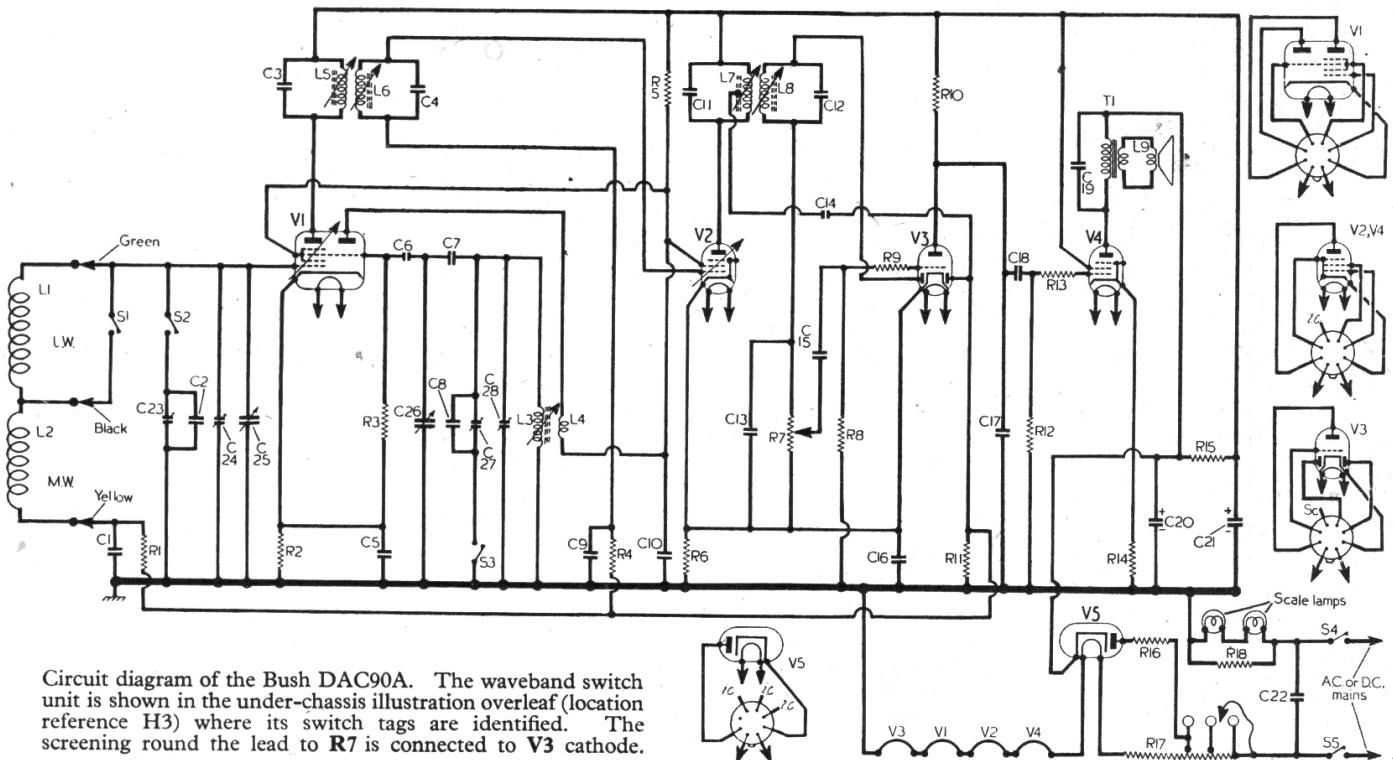 V1
C3
L5
L6
C4
R5
C11
L7
L8
C12
R10
T1
C19
L9
V2,V4
I.C
V3
Sc
Green
V1
C6
C7
V2
C14
V3
R9
C18
R13
V4
L1
L.W.
S1
S2
Black
L2
M.W.
Yellow
C23
C2
C24
C25
R3
C26
C8
C28
C27
L3
L4
C13
R7
C15
R8
C17
R12
R15
C1
R1
R2
C5
S3
C9
R4
C10
R6
C16
R11
R14
+
-
C20
+
-
C21
V5
I.C
I.C
I.C
V5
R16
Scale lamps
R18
S4
A.C. or D.C.
mains
C22
V3
V1
V2
V4
R17
S5
Circuit diagram of the Bush DAC90A. The waveband switch
unit is shown in the under-chassis illustration overleaf (location
reference H3) where its switch tags are identified. The
screening round the lead to R7 is connected to V3 cathode.